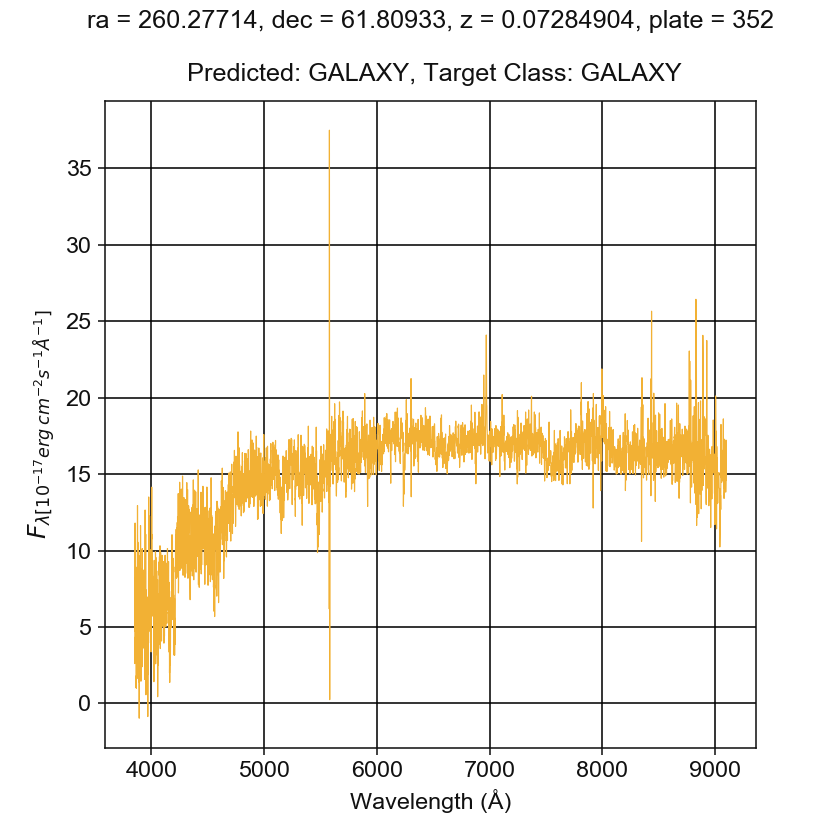 ra = 260.27714, dec = 61.80933, z = 0.07284904, plate = 352
Predicted: GALAXY, Target Class: GALAXY
35
30
25
20
15
10
5
0
F_λ[10^{-17} erg cm^{-2} s^{-1} Å^{-1}]
4000 5000 6000 7000 8000 9000
Wavelength (Å)